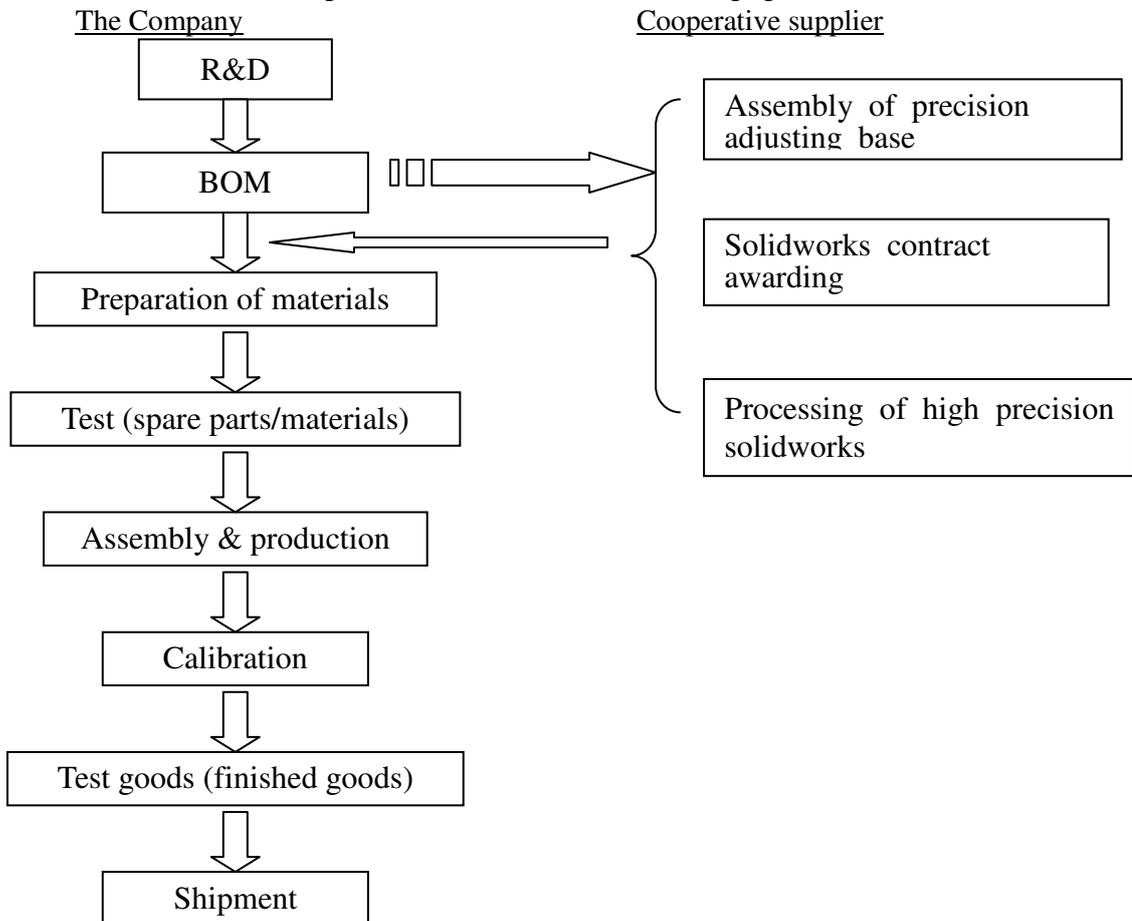 The Company
Cooperative supplier
R&D
BOM
Preparation of materials
Test (spare parts/materials)
Assembly & production
Calibration
Test goods (finished goods)
Shipment
Assembly of precision
adjusting base
Solidworks contract
awarding
Processing of high precision
solidworks